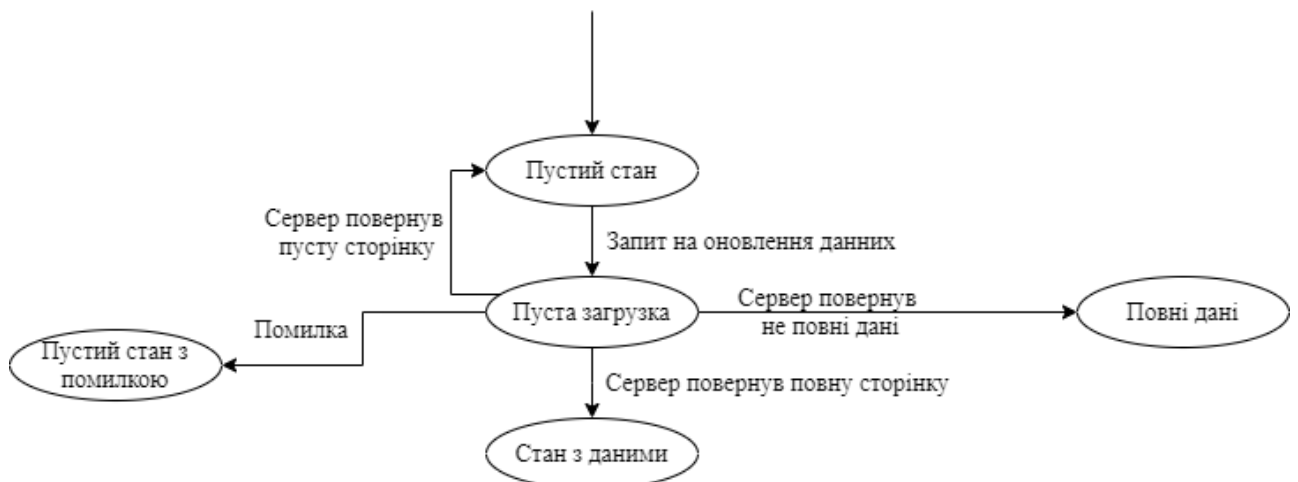 Пустий стан
Сервер повернув
пусту сторінку
Запит на оновлення данних
Пуста загрузка
Сервер повернув
не повні дані
Повні дані
Помилка
Пустий стан з
помилкою
Сервер повернув повну сторінку
Стан з даними